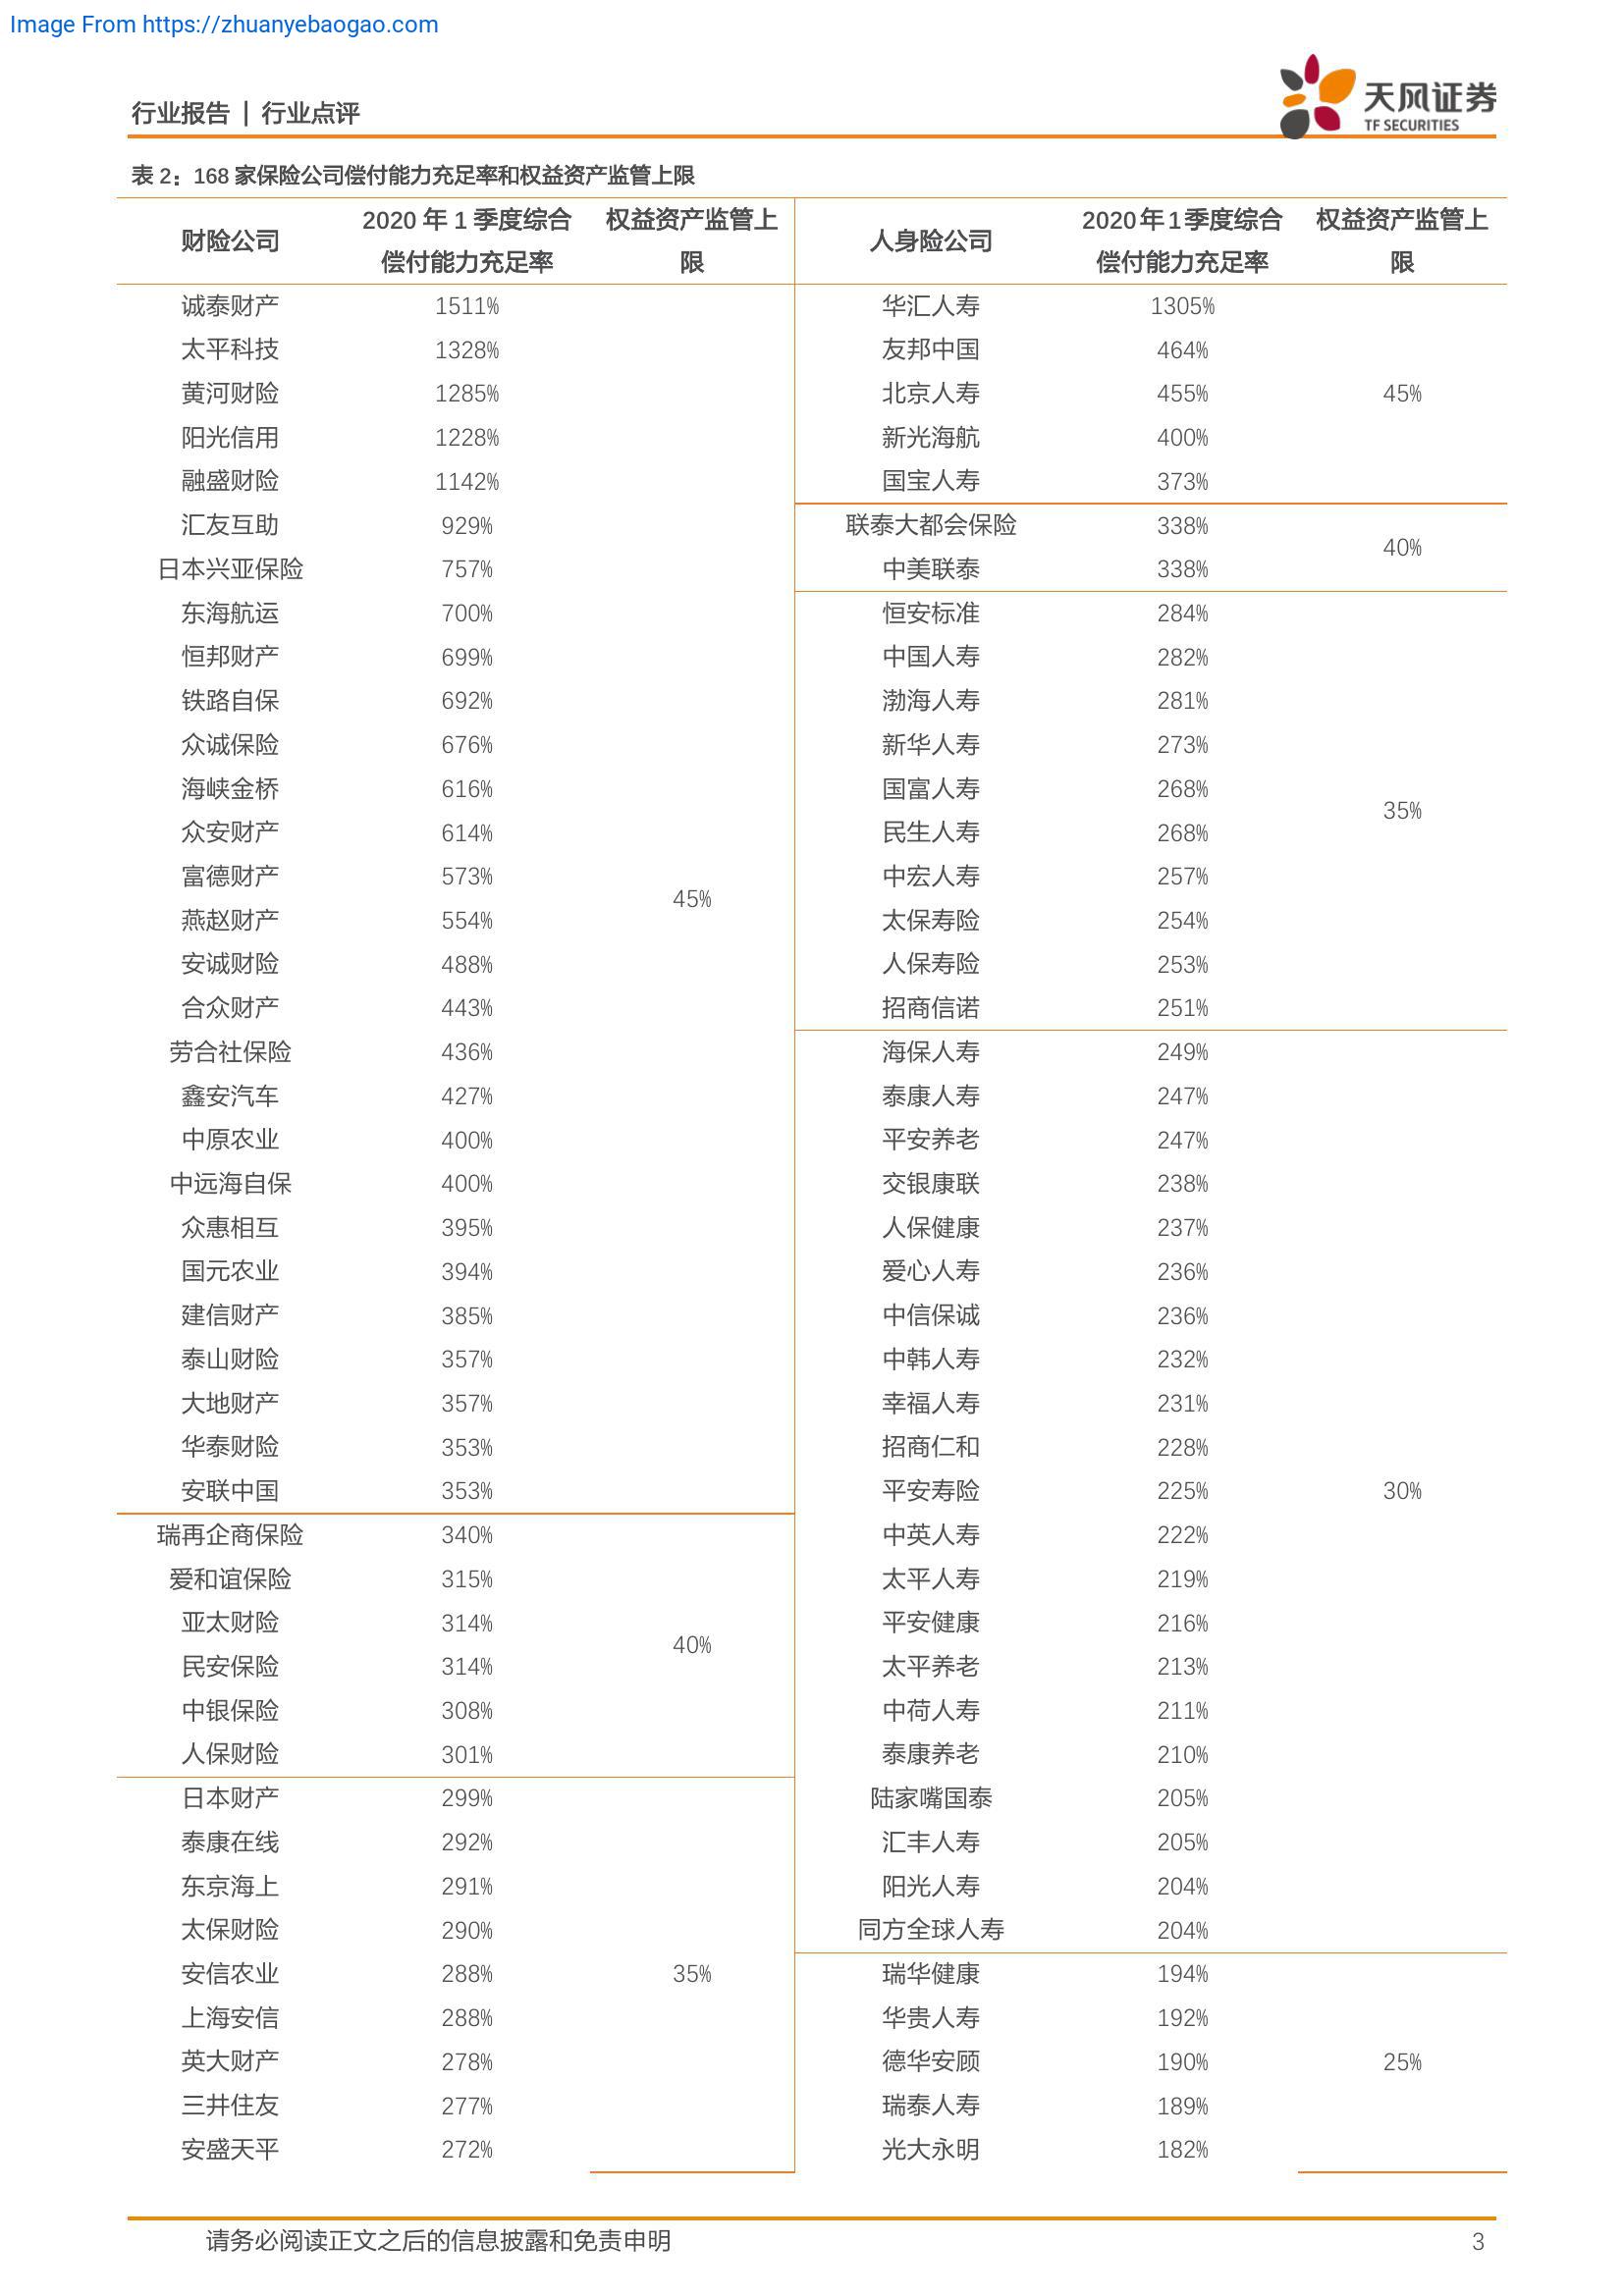 Image From https://zhuanyebaogao.com
行业报告 | 行业点评
天风证券
TF SECURITIES
表 2：168 家保险公司偿付能力充足率和权益资产监管上限
财险公司 2020 年 1 季度综合偿付能力充足率 权益资产监管上限 人身险公司 2020 年 1 季度综合偿付能力充足率 权益资产监管上限
诚泰财产 1511% 华汇人寿 1305%
太平科技 1328% 友邦中国 464%
黄河财险 1285% 北京人寿 455% 45%
阳光信用 1228% 新光海航 400%
融盛财险 1142% 国宝人寿 373%
汇友互助 929% 联泰大都会保险 338%
40%
日本兴亚保险 757% 中美联泰 338%
东海航运 700% 恒安标准 284%
恒邦财产 699% 中国人寿 282%
铁路自保 692% 渤海人寿 281%
众诚保险 676% 新华人寿 273%
海峡金桥 616% 国富人寿 268%
35%
众安财产 614% 民生人寿 268%
富德财产 573% 中宏人寿 257%
45%
燕赵财产 554% 太保寿险 254%
安诚财险 488% 人保寿险 253%
合众财产 443% 招商信诺 251%
劳合社保险 436% 海保人寿 249%
鑫安汽车 427% 泰康人寿 247%
中原农业 400% 平安养老 247%
中远海自保 400% 交银康联 238%
众惠相互 395% 人保健康 237%
国元农业 394% 爱心人寿 236%
建信财产 385% 中信保诚 236%
泰山财险 357% 中韩人寿 232%
大地财产 357% 幸福人寿 231%
华泰财险 353% 招商仁和 228%
安联中国 353% 平安寿险 225% 30%
瑞再企商保险 340% 中英人寿 222%
爱和谊保险 315% 太平人寿 219%
亚太财险 314% 平安健康 216%
40%
民安保险 314% 太平养老 213%
中银保险 308% 中荷人寿 211%
人保财险 301% 泰康养老 210%
日本财产 299% 陆家嘴国泰 205%
泰康在线 292% 汇丰人寿 205%
东京海上 291% 阳光人寿 204%
太保财险 290% 同方全球人寿 204%
安信农业 288% 35% 瑞华健康 194%
上海安信 288% 华贵人寿 192%
英大财产 278% 德华安顾 190% 25%
三井住友 277% 瑞泰人寿 189%
安盛天平 272% 光大永明 182%
请务必阅读正文之后的信息披露和免责申明 3